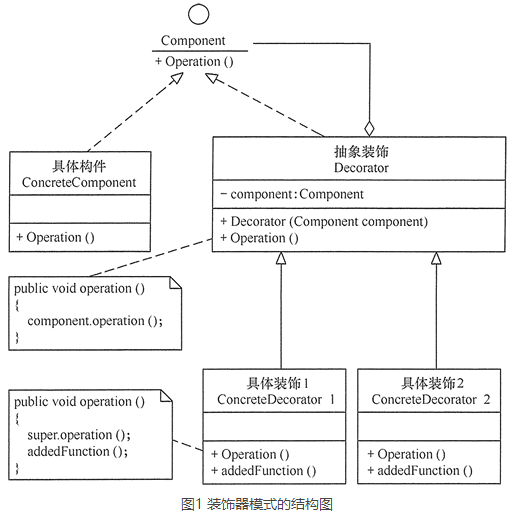 Component
+ Operation ()
具体构件
ConcreteComponent
+ Operation ()
抽象装饰
Decorator
- component: Component
+ Decorator (Component component)
+ Operation ()
public void operation ()
{
component.operation ();
}
具体装饰1
ConcreteDecorator 1
+ Operation ()
+ addedFunction ()
具体装饰2
ConcreteDecorator 2
+ Operation ()
+ addedFunction ()
public void operation ()
{
super.operation ();
addedFunction ();
}
图1 装饰器模式的结构图